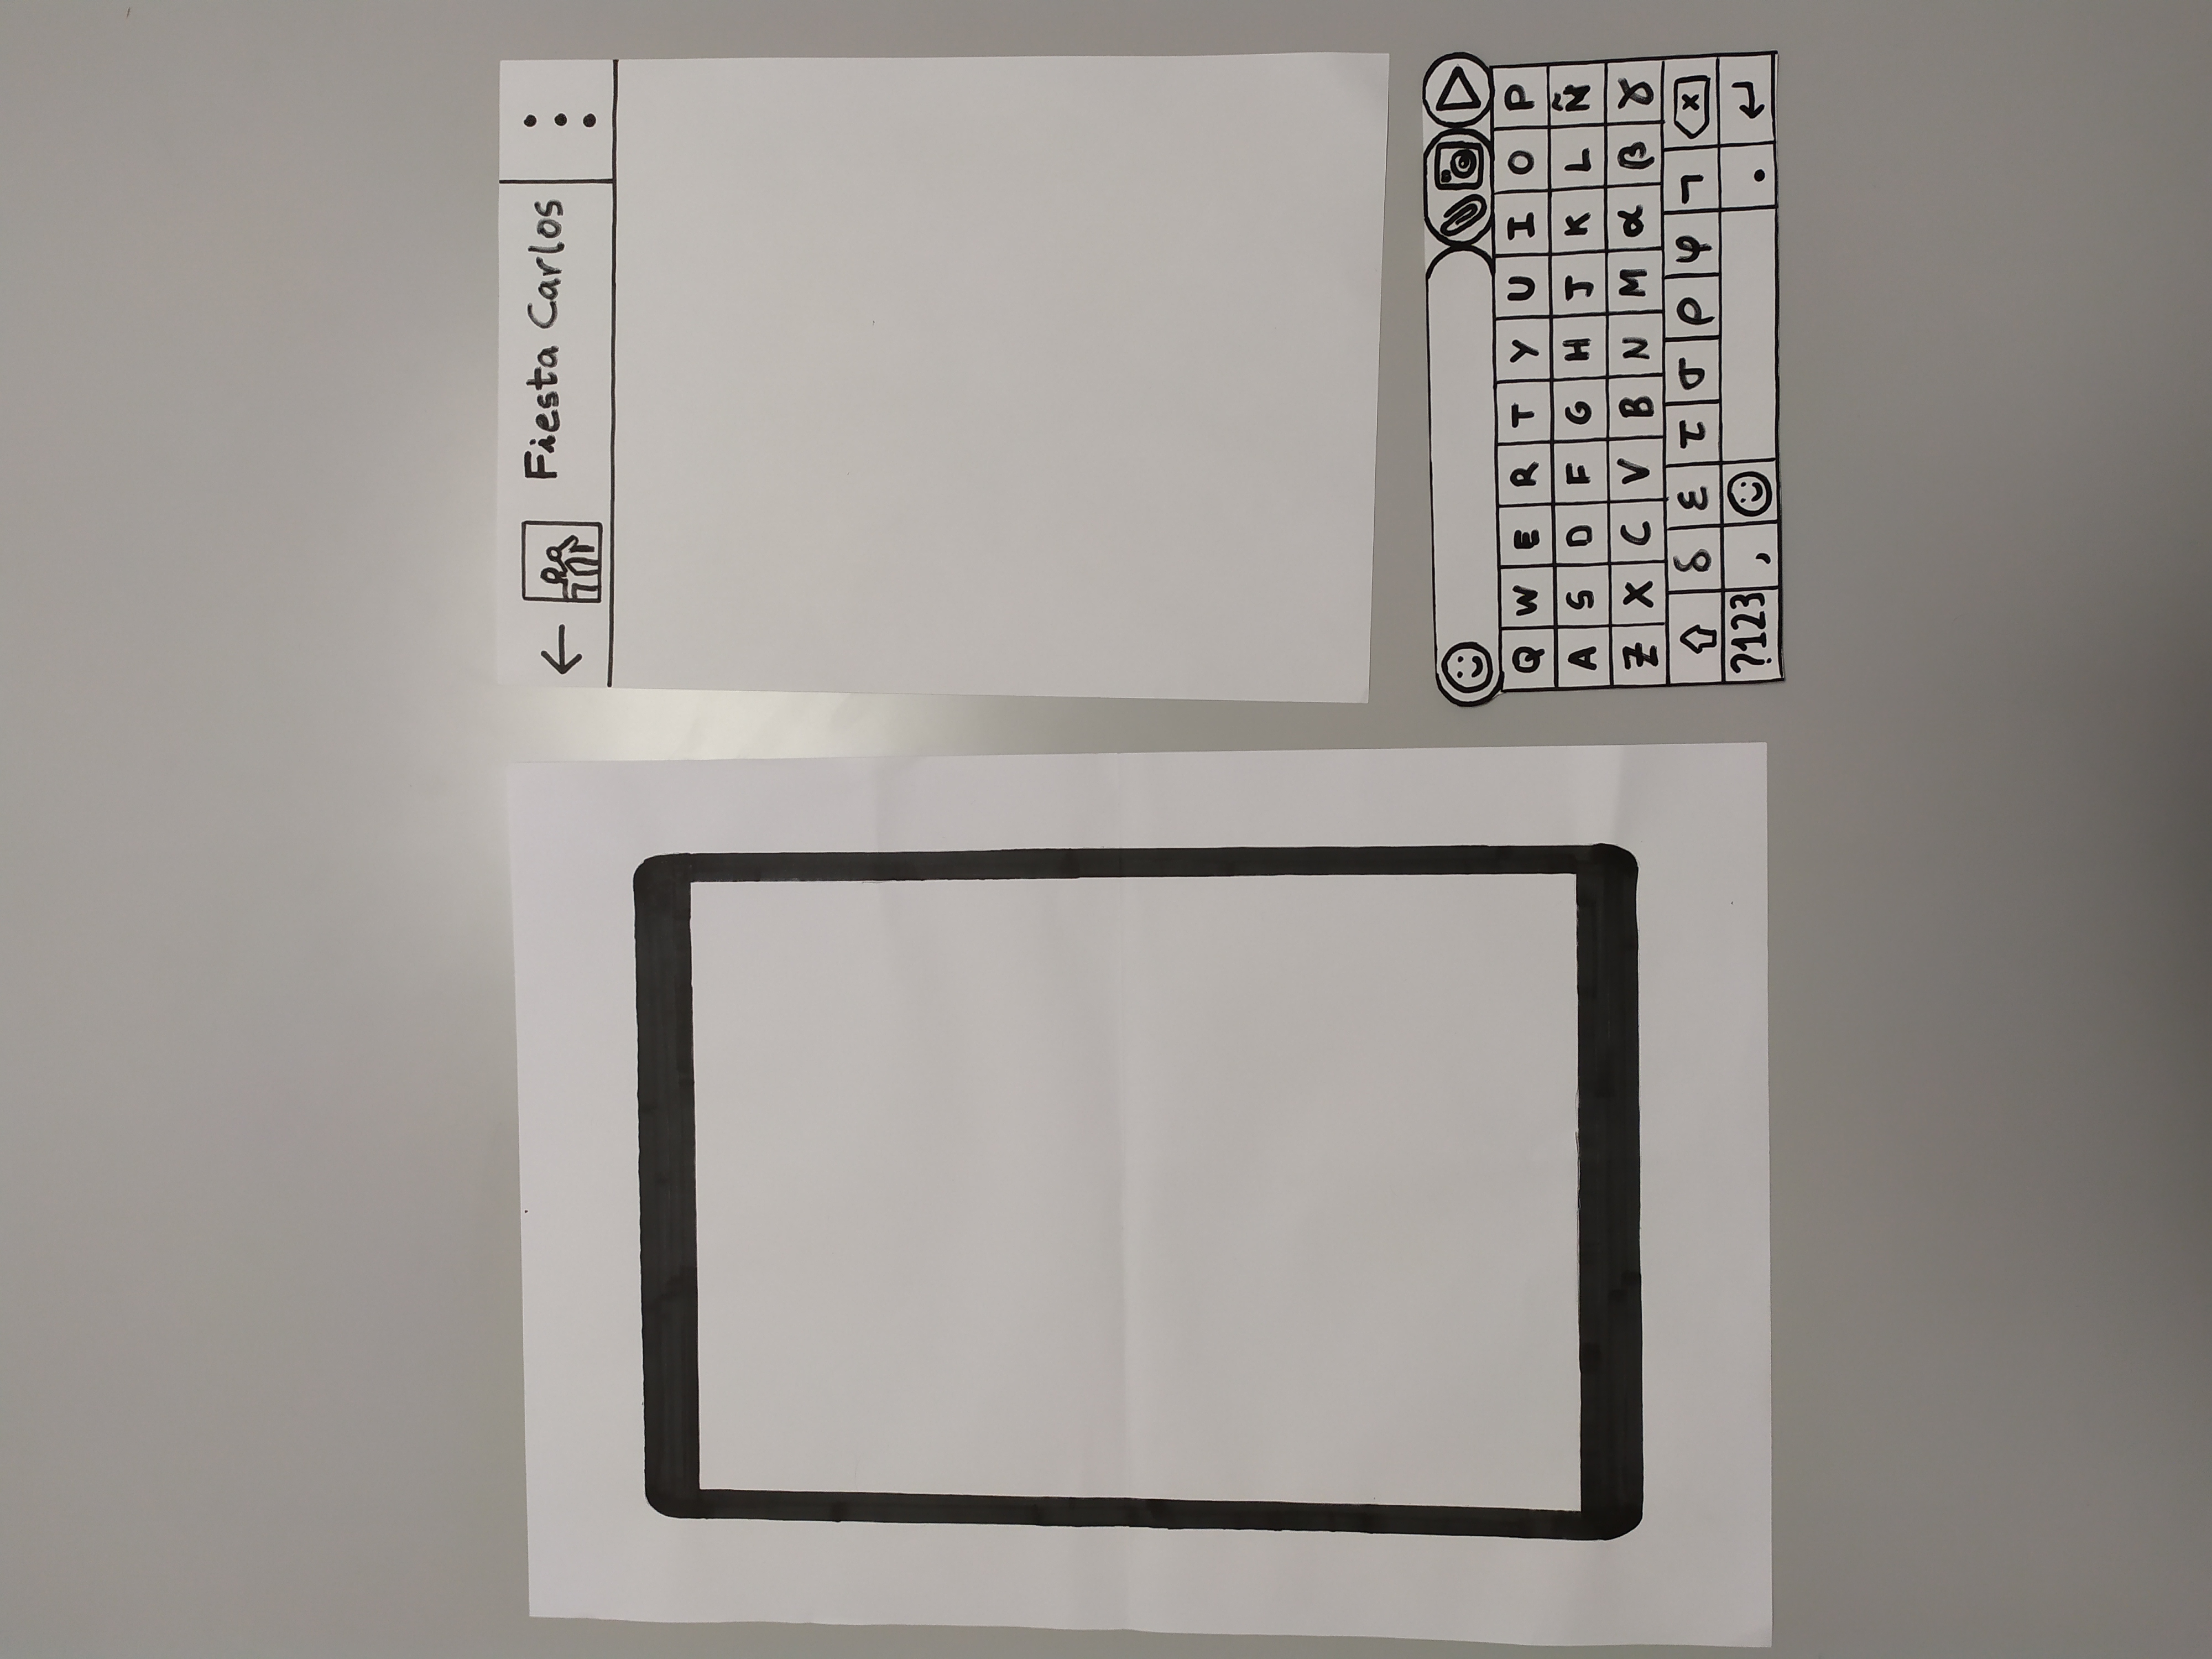 Fiesta Carlos
Q W E R T Y U I O P
A S D F G H J K L Ñ
Z X C V B N M α β γ
δ ε τ σ ρ φ ¬
?123 , .